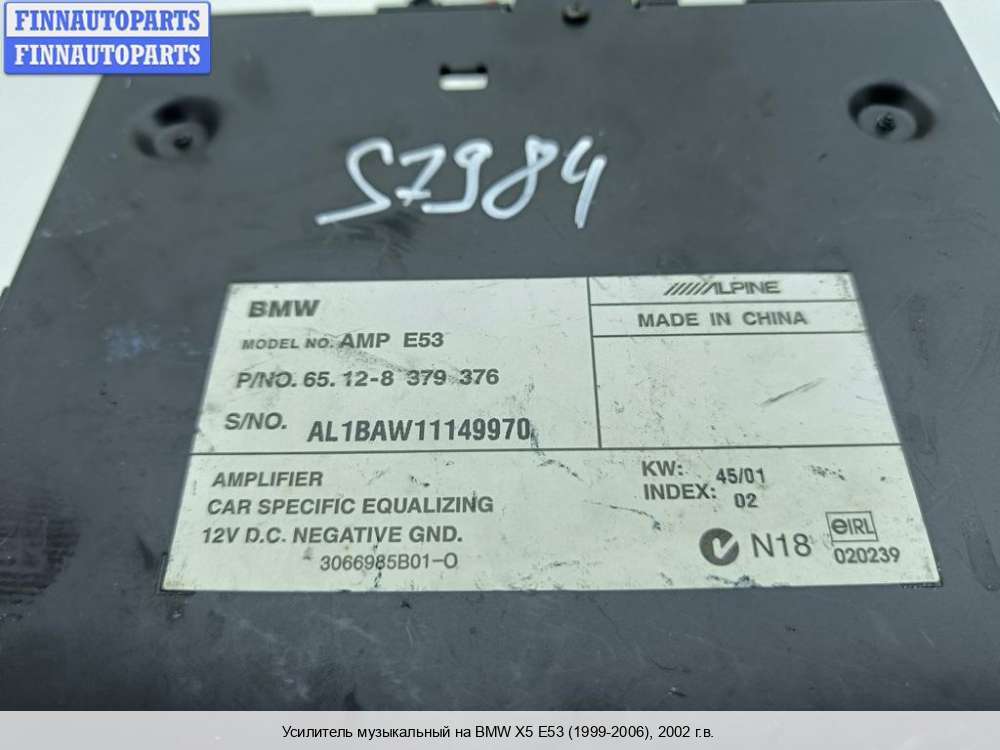 FINNAUTOPARTS
FINNAUTOPARTS
S7984
BMW
MODEL NO. AMP E53
P/NO. 65. 12-8 379 376
S/NO. AL1BAW11149970
ALPINE
MADE IN CHINA
AMPLIFIER
CAR SPECIFIC EQUALIZING
12V D.C. NEGATIVE GND.
3066985B01-O
KW: 45/01
INDEX: 02
N18
eIRL
020239
Усилитель музыкальный на BMW X5 E53 (1999-2006), 2002 г.в.